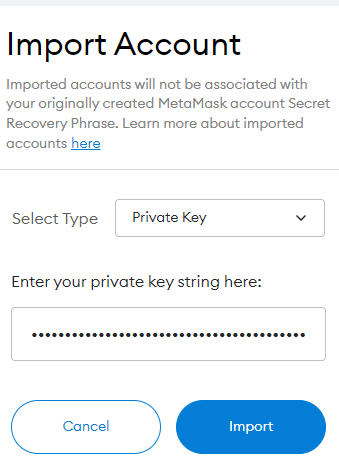 Import Account
Imported accounts will not be associated with
your originally created MetaMask account Secret
Recovery Phrase. Learn more about imported
accounts here
Select Type
Private Key
Enter your private key string here:
•••••••••••••••••••••••••••••••••••••••••
Cancel
Import